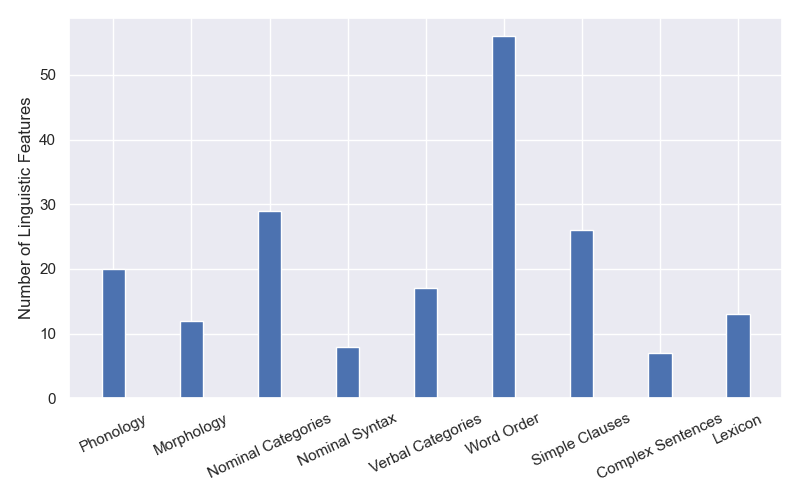 Number of Linguistic Features
50
40
30
20
10
0
Phonology
Morphology
Nominal Categories
Nominal Syntax
Verbal Categories
Word Order
Simple Clauses
Complex Sentences
Lexicon